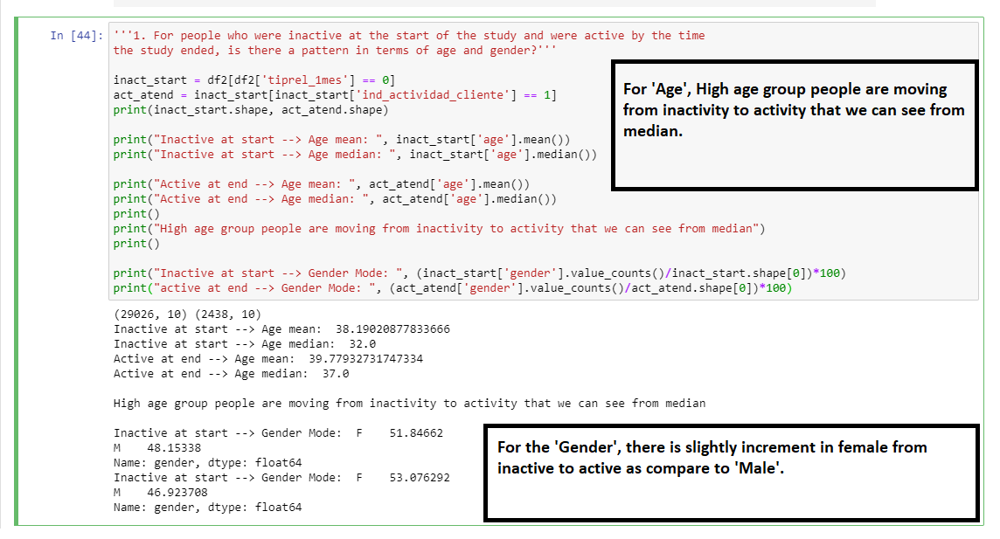 In [44]: '''1. For people who were inactive at the start of the study and were active by the time
the study ended, is there a pattern in terms of age and gender?'''
inact_start = df2[df2['tiprel_1mes'] == 0]
act_atend = inact_start[inact_start['ind_actividad_cliente'] == 1]
print(inact_start.shape, act_atend.shape)
print("Inactive at start --> Age mean: ", inact_start['age'].mean())
print("Inactive at start --> Age median: ", inact_start['age'].median())
print("Active at end --> Age mean: ", act_atend['age'].mean())
print("Active at end --> Age median: ", act_atend['age'].median())
print()
print("High age group people are moving from inactivity to activity that we can see from median")
print()
print("Inactive at start --> Gender Mode: ", (inact_start['gender'].value_counts()/inact_start.shape[0])*100)
print("active at end --> Gender Mode: ", (act_atend['gender'].value_counts()/act_atend.shape[0])*100)
For 'Age', High age group people are moving
from inactivity to activity that we can see from
median.
(29026, 10) (2438, 10)
Inactive at start --> Age mean:  38.19020877833666
Inactive at start --> Age median:  32.0
Active at end --> Age mean:  39.77932731747334
Active at end --> Age median:  37.0
High age group people are moving from inactivity to activity that we can see from median
Inactive at start --> Gender Mode:  F    51.84662
M    48.15338
Name: gender, dtype: float64
Inactive at start --> Gender Mode:  F    53.076292
M    46.923708
Name: gender, dtype: float64
For the 'Gender', there is slightly increment in female from
inactive to active as compare to 'Male'.